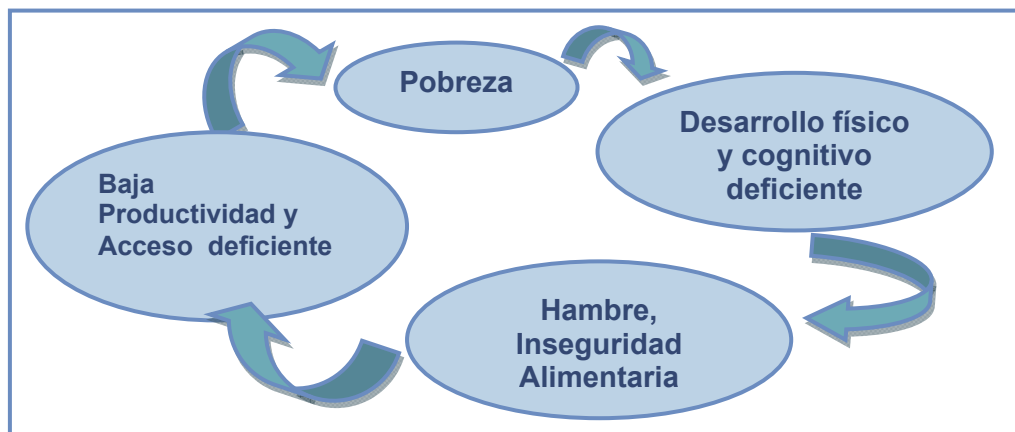 Pobreza
Desarrollo físico
y cognitivo
deficiente
Baja
Productividad y
Acceso deficiente
Hambre,
Inseguridad
Alimentaria